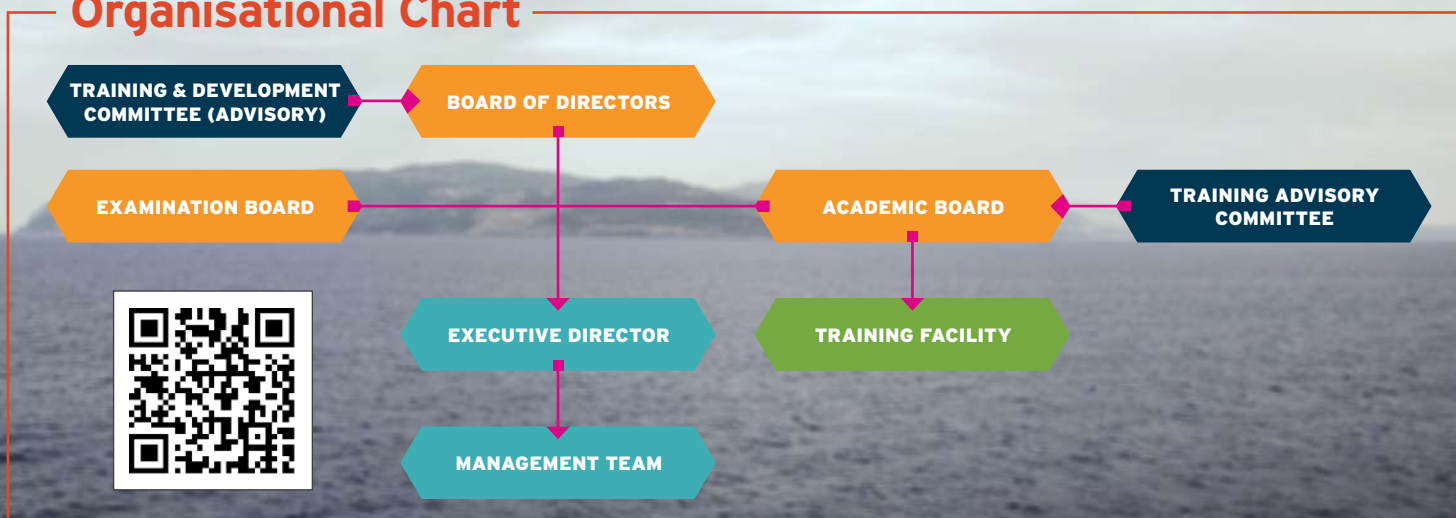 Organisational Chart
TRAINING & DEVELOPMENT
COMMITTEE (ADVISORY)
BOARD OF DIRECTORS
EXAMINATION BOARD
ACADEMIC BOARD
TRAINING ADVISORY
COMMITTEE
EXECUTIVE DIRECTOR
TRAINING FACILITY
MANAGEMENT TEAM